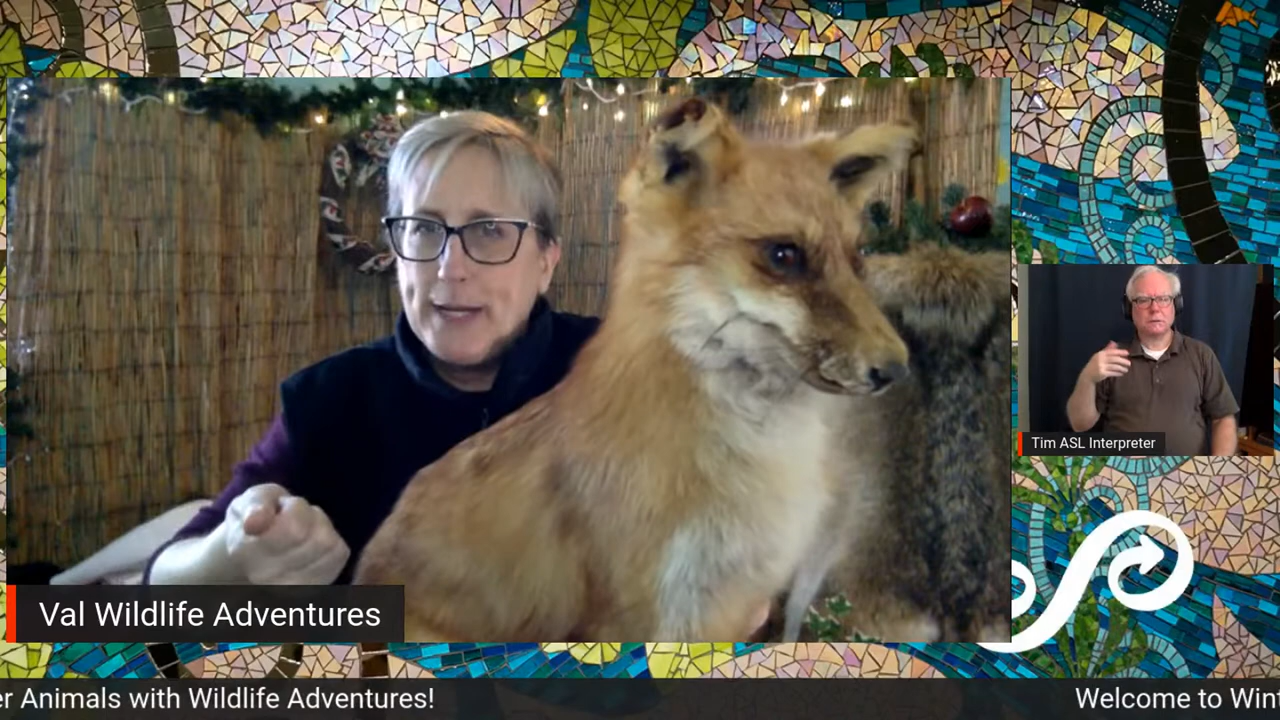 Tim ASL Interpreter
Val Wildlife Adventures
er Animals with Wildlife Adventures! Welcome to Wint